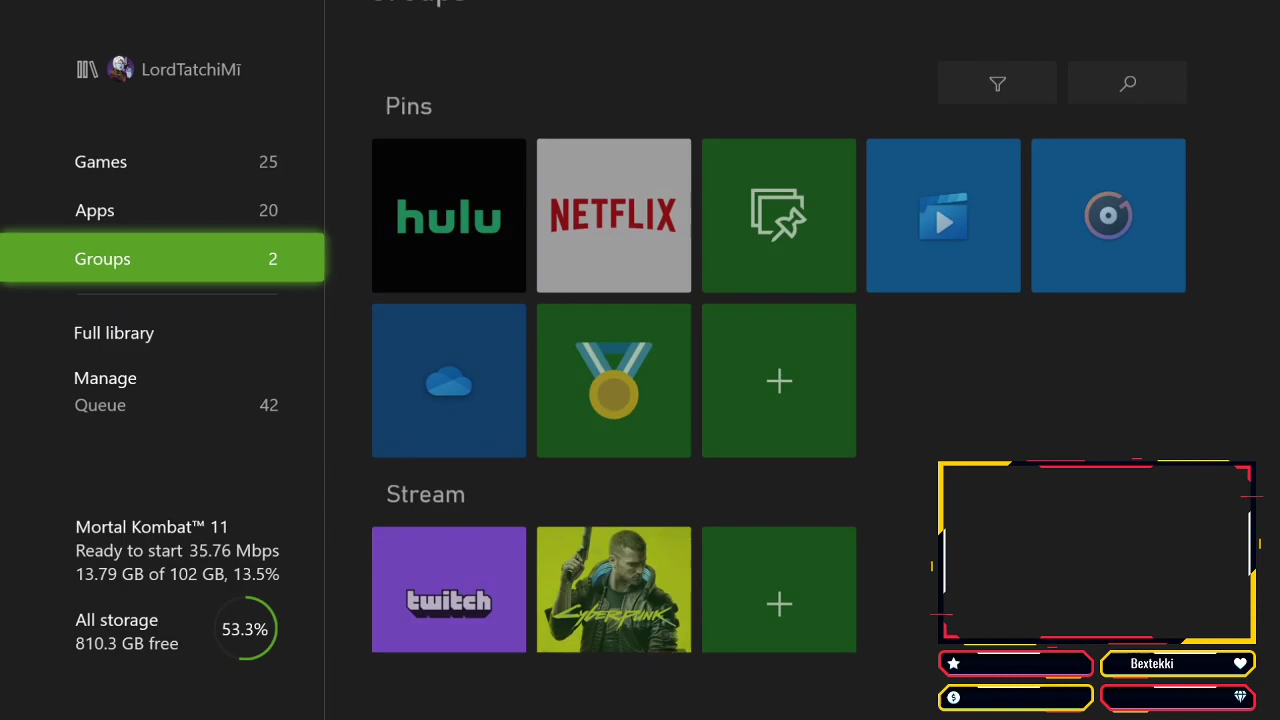 Groups
LordTatchiMī
Games 25
Apps 20
Groups 2
Full library
Manage
Queue 42
Mortal Kombat™ 11
Ready to start 35.76 Mbps
13.79 GB of 102 GB, 13.5%
All storage
810.3 GB free
53.3%
Pins
hulu
NETFLIX
Stream
twitch
CYBERPUNK
Bextekki